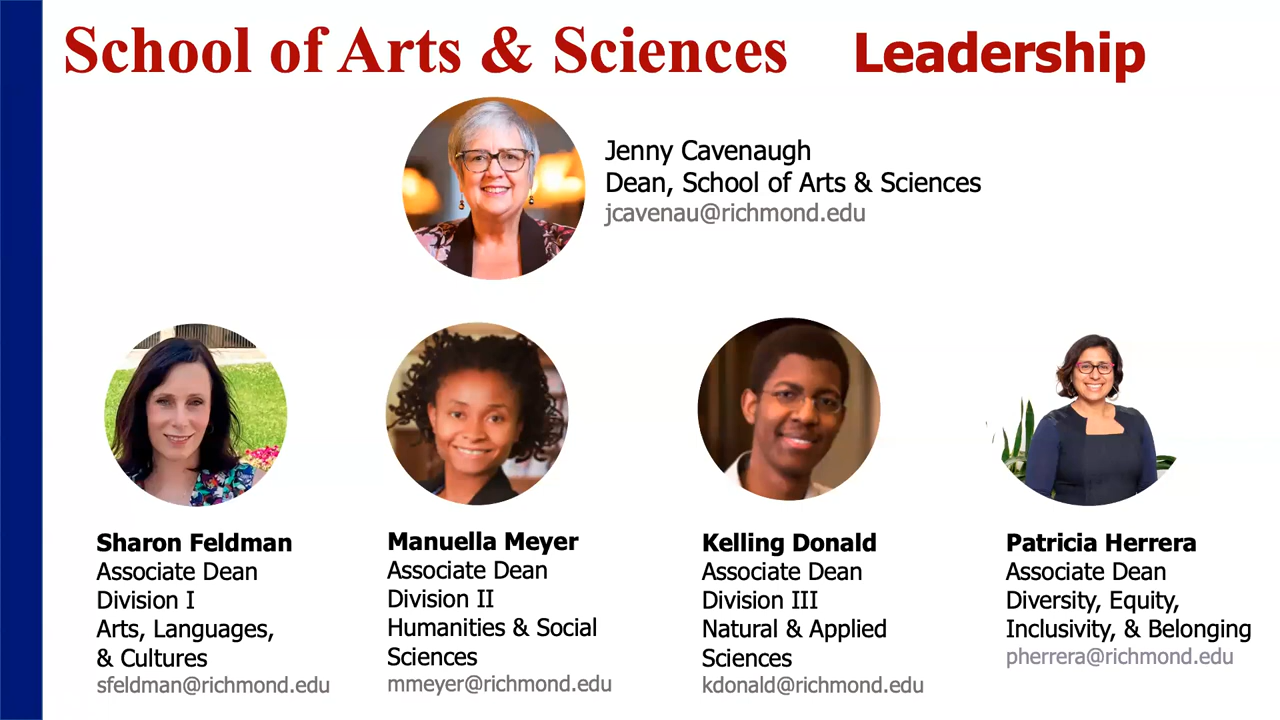 School of Arts & Sciences Leadership
Jenny Cavenaugh
Dean, School of Arts & Sciences
jcavenau@richmond.edu
Sharon Feldman
Associate Dean
Division I
Arts, Languages,
& Cultures
sfeldman@richmond.edu
Manuella Meyer
Associate Dean
Division II
Humanities & Social
Sciences
mmeyer@richmond.edu
Kelling Donald
Associate Dean
Division III
Natural & Applied
Sciences
kdonald@richmond.edu
Patricia Herrera
Associate Dean
Diversity, Equity,
Inclusivity, & Belonging
pherrera@richmond.edu